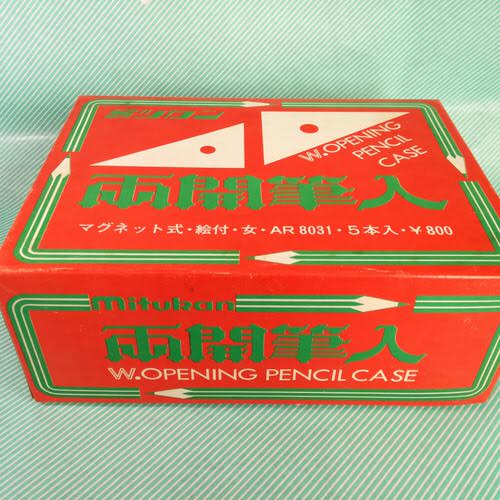 W.OPENING
PENCIL
CASE
両開筆入
マグネット式・絵付・女・AR 8031・5本入・¥800
mitukan
両開筆入
W.OPENING PENCIL CASE